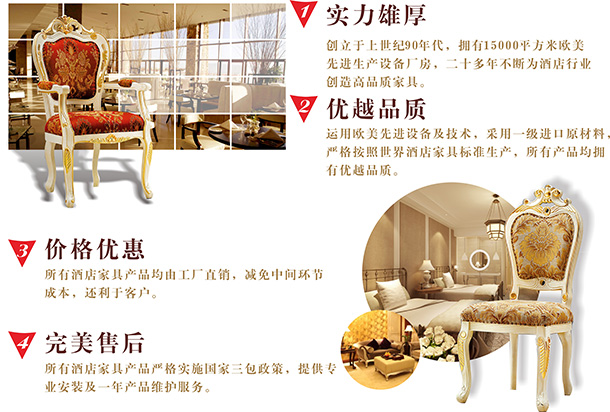 1 实力雄厚
创立于上世纪90年代，拥有15000平方米欧美
先进生产设备厂房，二十多年不断为酒店行业
创造高品质家具。
2 优越品质
运用欧美先进设备及技术，采用一级进口原材料，
严格按照世界酒店家具标准生产，所有产品均拥
有优越品质。
3 价格优惠
所有酒店家具产品均由工厂直销，减免中间环节
成本，还利于客户。
4 完美售后
所有酒店家具产品严格实施国家三包政策，提供专
业安装及一年产品维护服务。